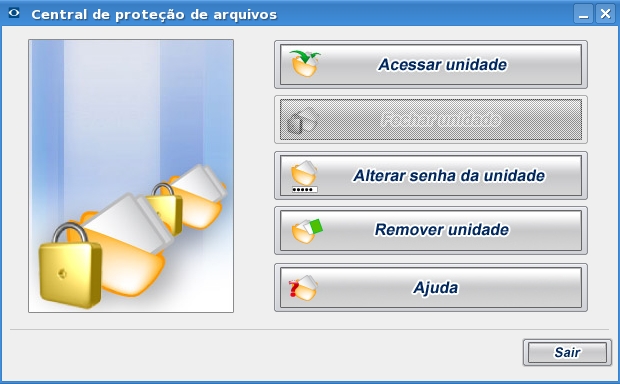 Central de proteção de arquivos
Acessar unidade
Fechar unidade
Alterar senha da unidade
Remover unidade
Ajuda
Sair